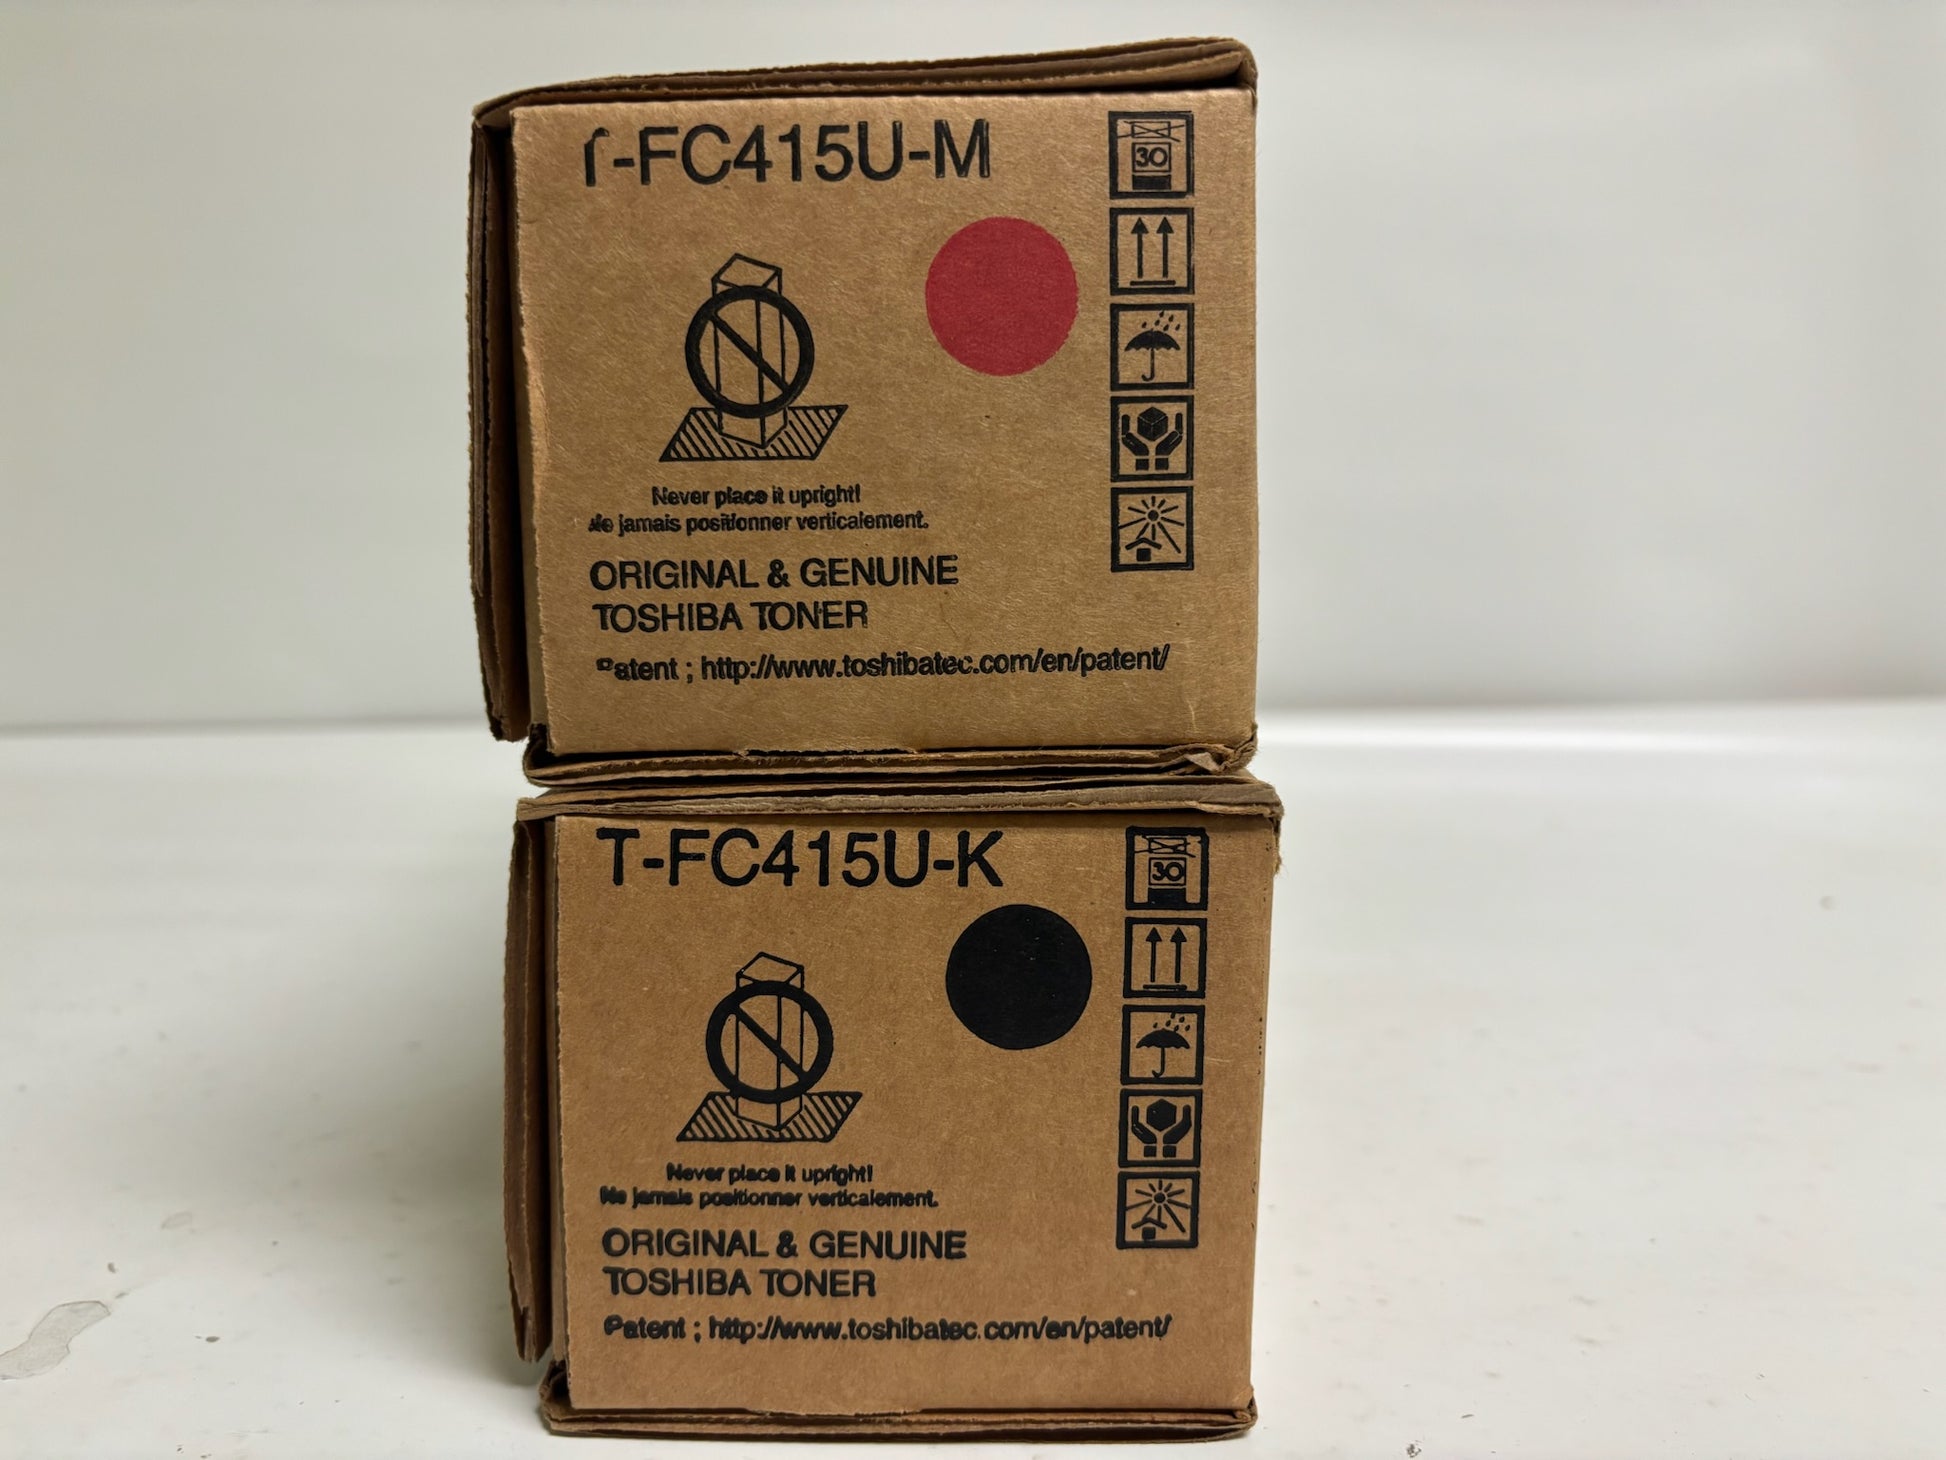 T-FC415U-M
30
Never place it upright!
Ne jamais positionner verticalement.
ORIGINAL & GENUINE
TOSHIBA TONER
Patent ; http://www.toshibatec.com/en/patent/
T-FC415U-K
30
Never place it upright!
Ne jamais positionner verticalement.
ORIGINAL & GENUINE
TOSHIBA TONER
Patent ; http://www.toshibatec.com/en/patent/